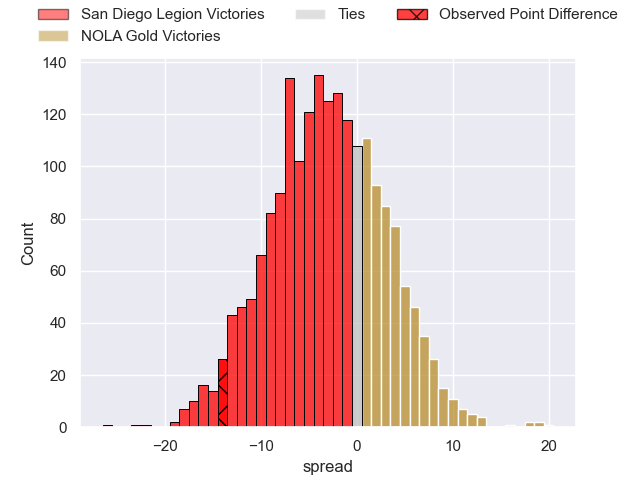 San Diego Legion Victories
NOLA Gold Victories
Ties
Observed Point Difference
140
120
100
80
60
40
20
0
Count
−20
−10
0
10
20
spread